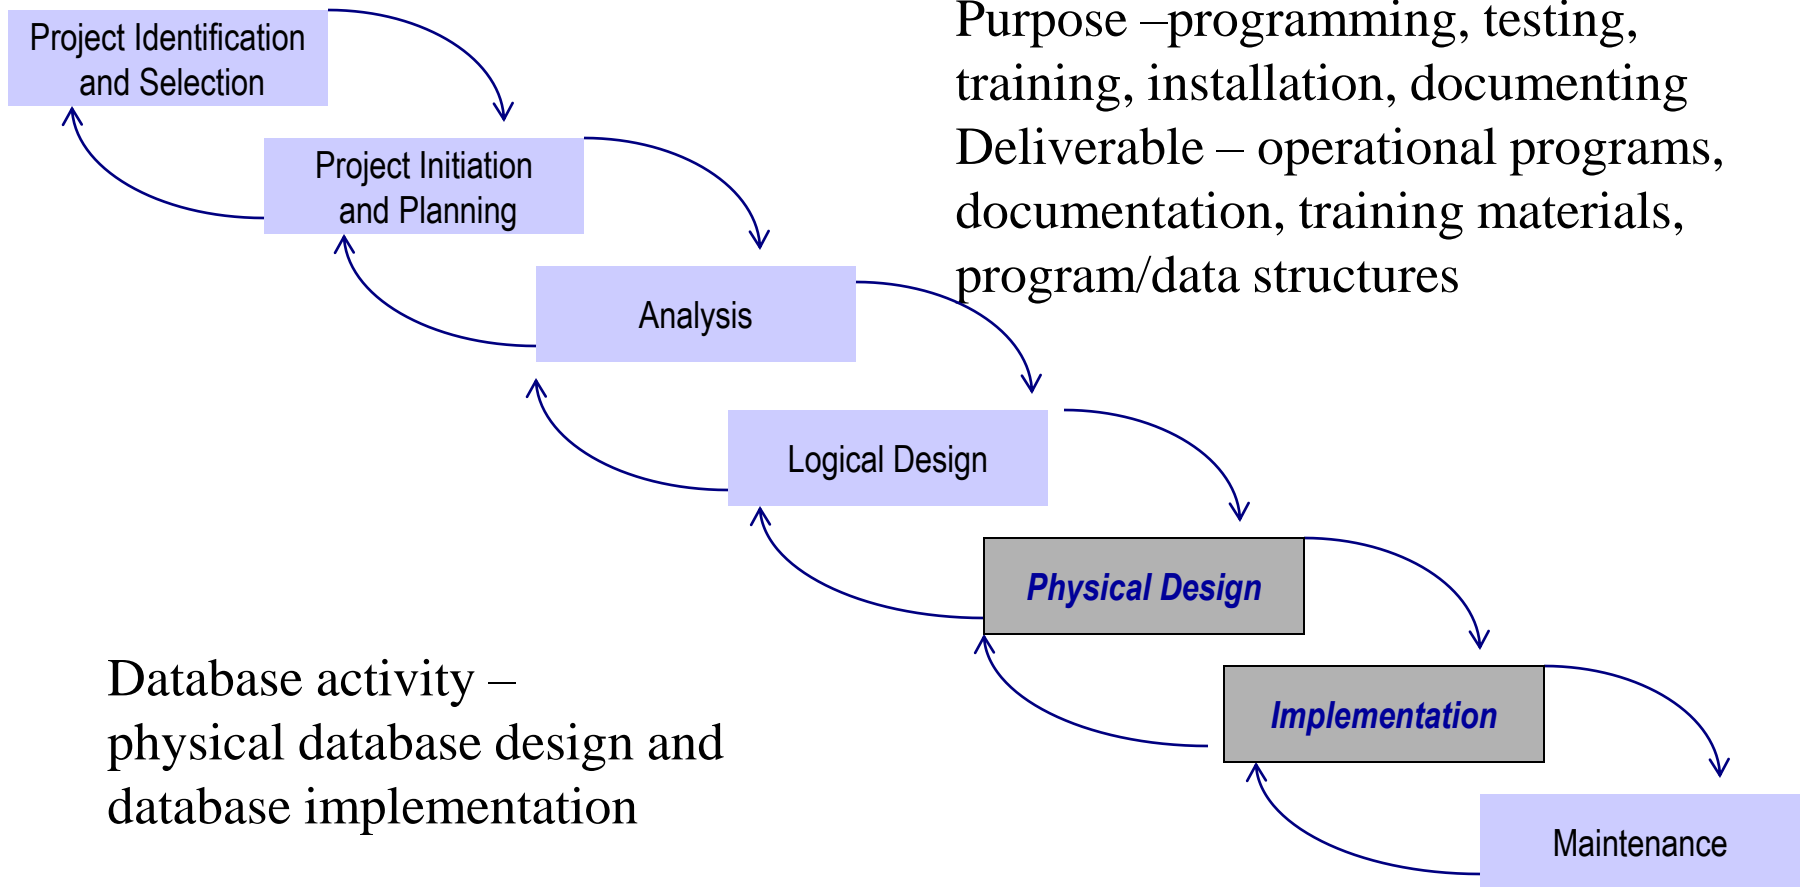 Project Identification
and Selection
Purpose –programming, testing,
training, installation, documenting
Deliverable – operational programs,
documentation, training materials,
program/data structures
Project Initiation
and Planning
Analysis
Logical Design
Physical Design
Implementation
Maintenance
Database activity –
physical database design and
database implementation